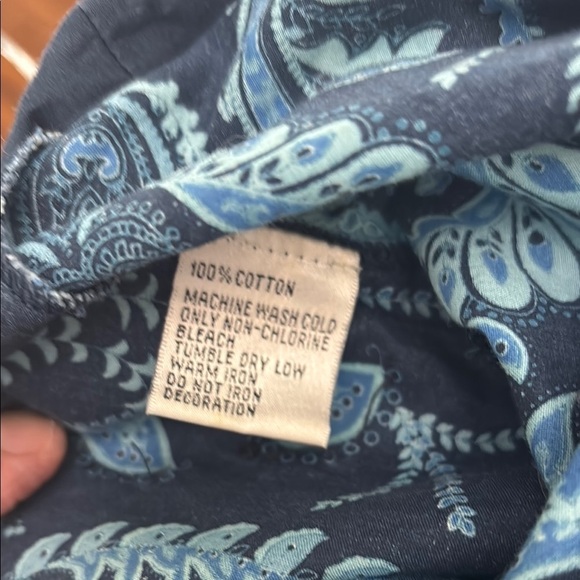 100% COTTON
MACHINE WASH COLD
ONLY NON-CHLORINE
BLEACH
TUMBLE DRY LOW
WARM IRON
DO NOT IRON
DECORATION